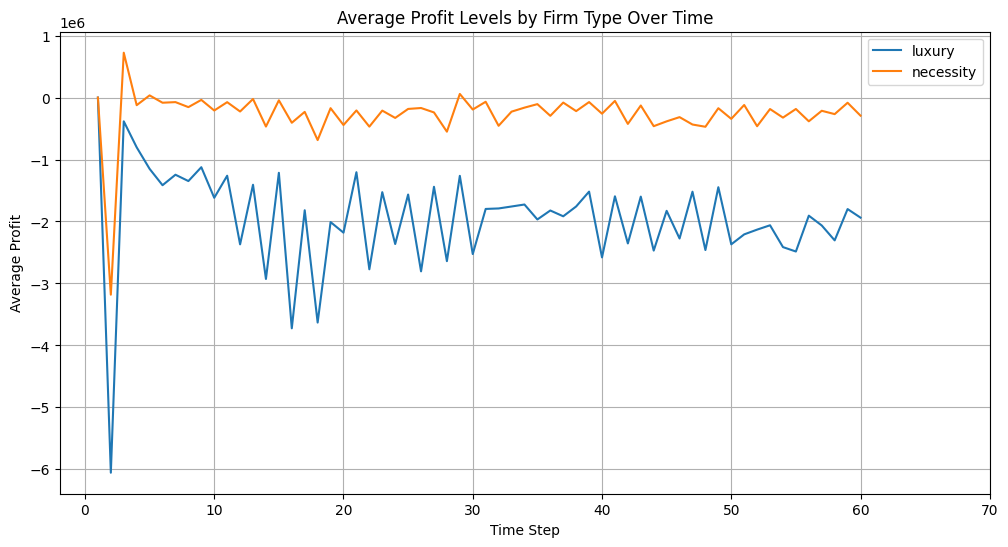 Average Profit Levels by Firm Type Over Time
1e6
luxury
necessity
Average Profit
1
0
−1
−2
−3
−4
−5
−6
0 10 20 30 40 50 60 70
Time Step